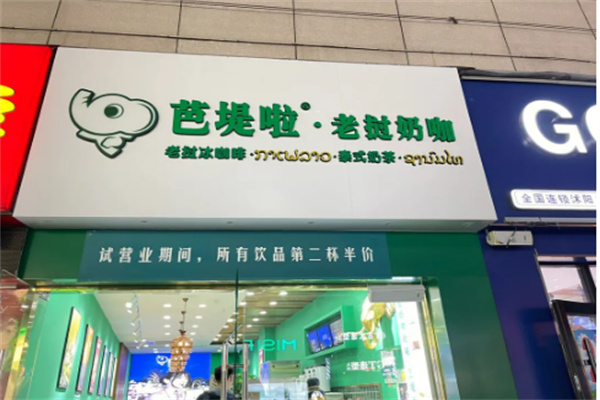 芭堤啦®·老挝奶咖
老挝冰咖啡·ກາເຟລາວ·泰式奶茶·ຊານົມໄທ
试营业期间，所有饮品第二杯半价
GO
全国连锁沭阳